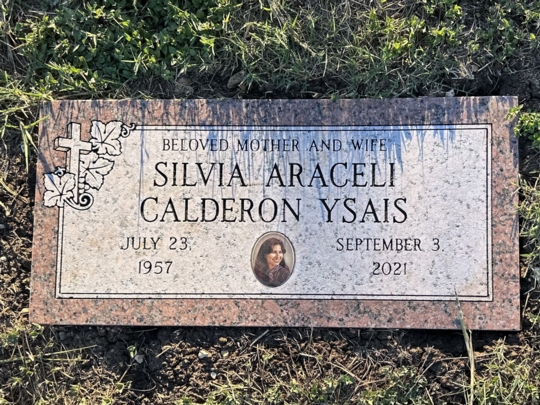 BELOVED MOTHER AND WIFE
SILVIA ARACELI
CALDERON YSAIS
JULY 23, SEPTEMBER 3,
1957 2021